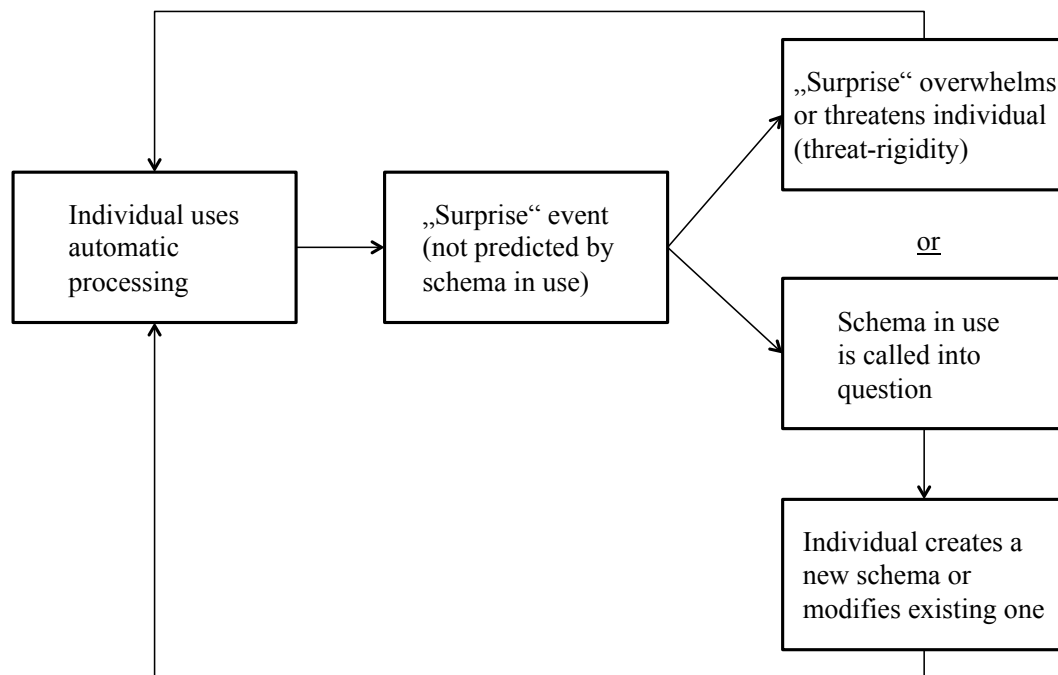 Individual uses
automatic
processing
„Surprise“ event
(not predicted by
schema in use)
„Surprise“ overwhelms
or threatens individual
(threat-rigidity)
or
Schema in use
is called into
question
Individual creates a
new schema or
modifies existing one